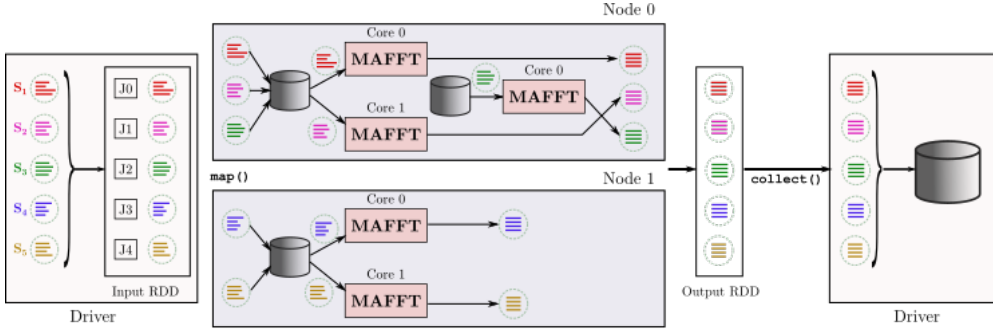 S1
J0
S2
J1
S3
J2
S4
J3
S5
J4
Input RDD
Driver
Node 0
Core 0
MAFFT
Core 1
MAFFT
Core 0
MAFFT
map()
Node 1
Core 0
MAFFT
Core 1
MAFFT
Output RDD
collect()
Driver